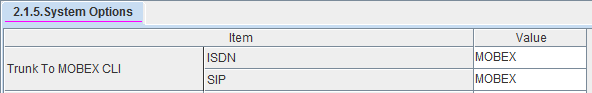 2.1.5.System Options
Item Value
Trunk To MOBEX CLI ISDN MOBEX
SIP MOBEX